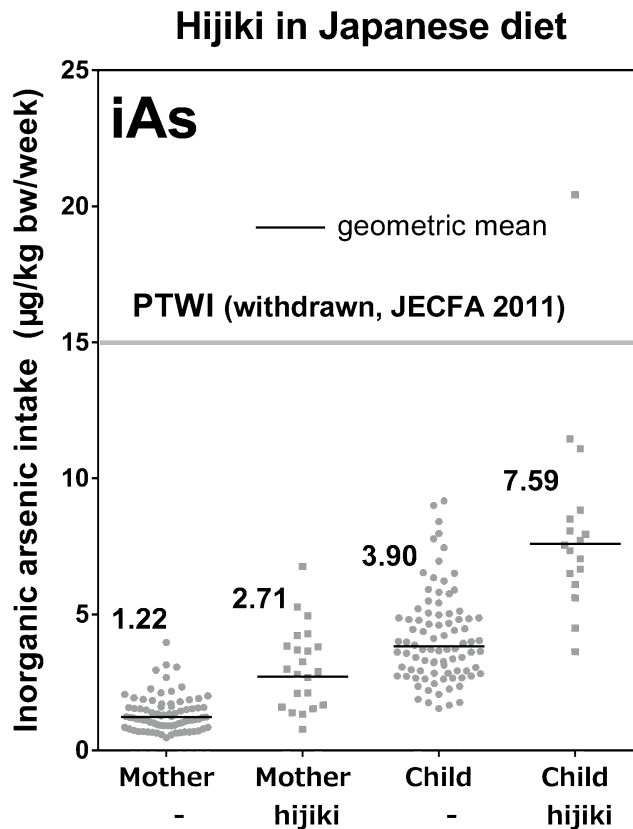 Hijiki in Japanese diet
Inorganic arsenic intake (μg/kg bw/week)
25
20
15
10
5
0
iAs
geometric mean
PTWI (withdrawn, JECFA 2011)
1.22
2.71
3.90
7.59
Mother
-
Mother
hijiki
Child
-
Child
hijiki